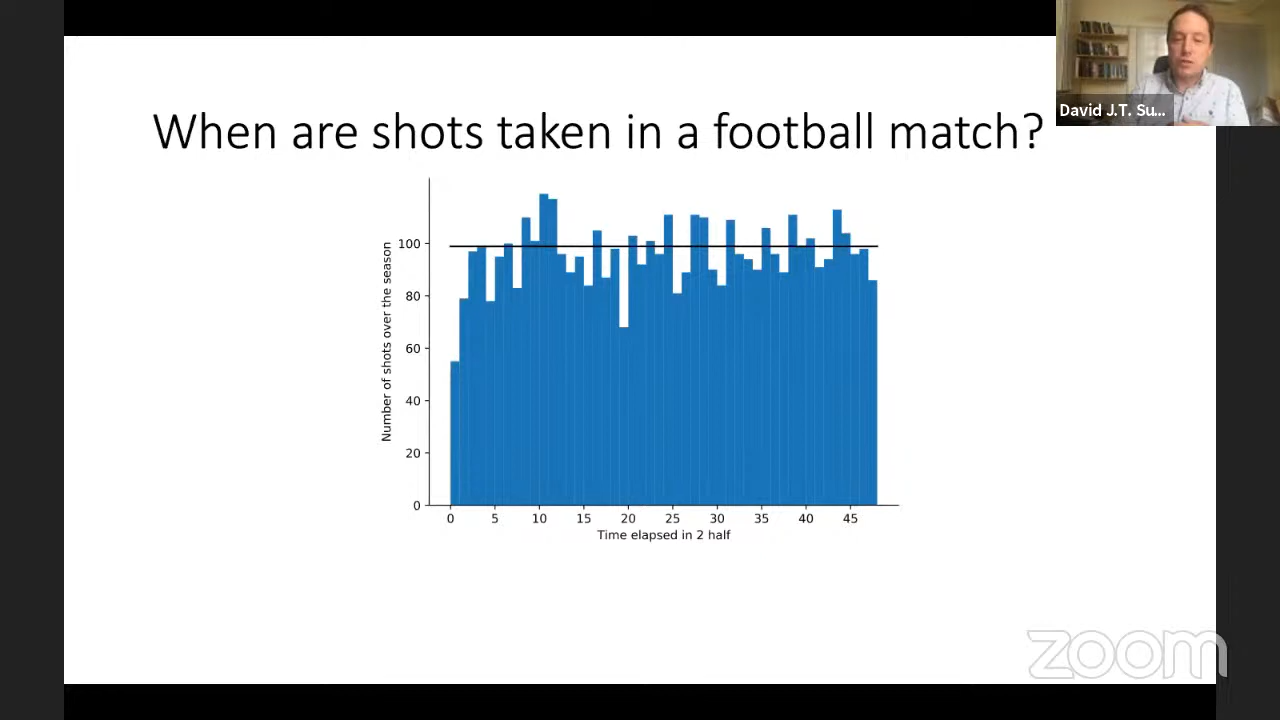 David J.T. Su...
When are shots taken in a football match?
Number of shots over the season
100
80
60
40
20
0
0 5 10 15 20 25 30 35 40 45
Time elapsed in 2 half
zoom